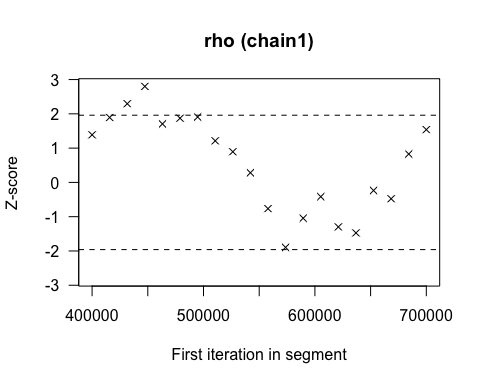 rho (chain1)
Z-score
3
2
1
0
-1
-2
-3
400000 500000 600000 700000
First iteration in segment